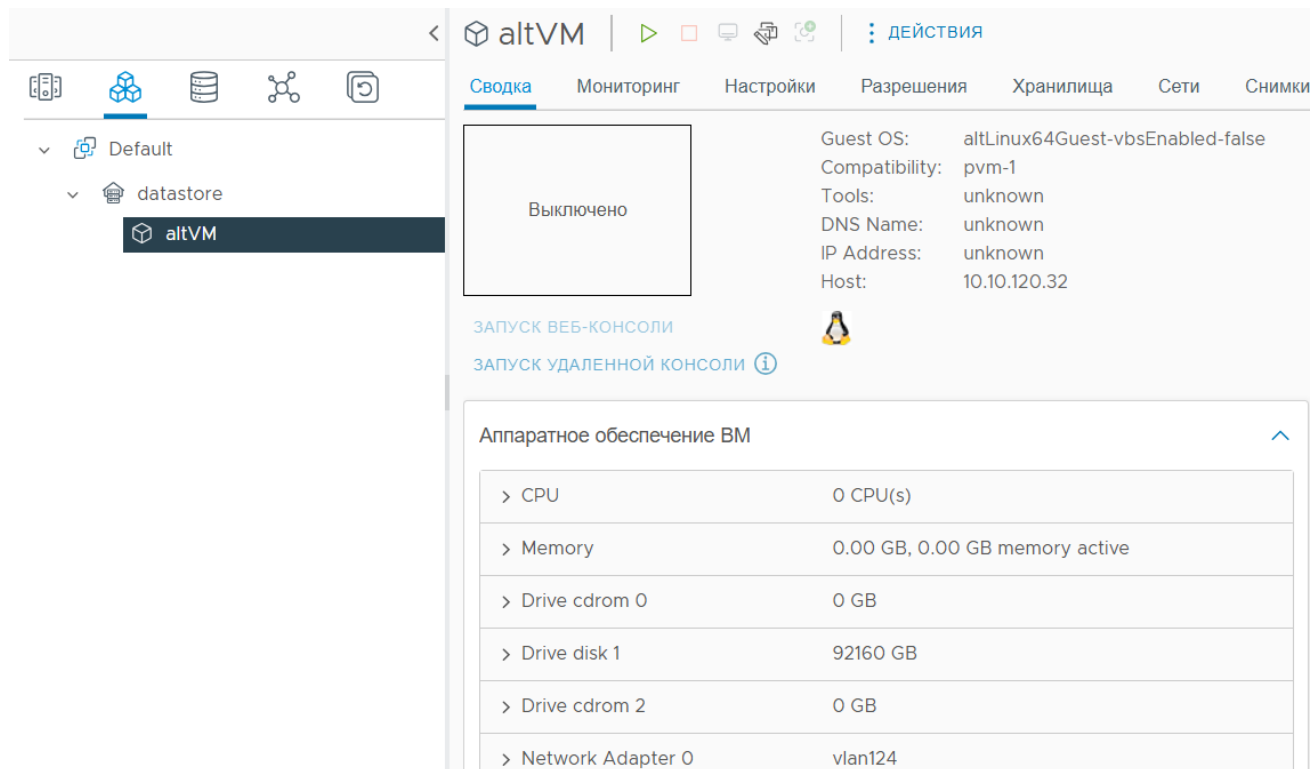 altVM
ДЕЙСТВИЯ
Сводка Мониторинг Настройки Разрешения Хранилища Сети Снимки
Default
datastore
altVM
Выключено
Guest OS: altLinux64Guest-vbsEnabled-false
Compatibility: pvm-1
Tools: unknown
DNS Name: unknown
IP Address: unknown
Host: 10.10.120.32
ЗАПУСК ВЕБ-КОНСОЛИ
ЗАПУСК УДАЛЕННОЙ КОНСОЛИ
Аппаратное обеспечение ВМ
CPU 0 CPU(s)
Memory 0.00 GB, 0.00 GB memory active
Drive cdrom 0 0 GB
Drive disk 1 92160 GB
Drive cdrom 2 0 GB
Network Adapter 0 vlan124